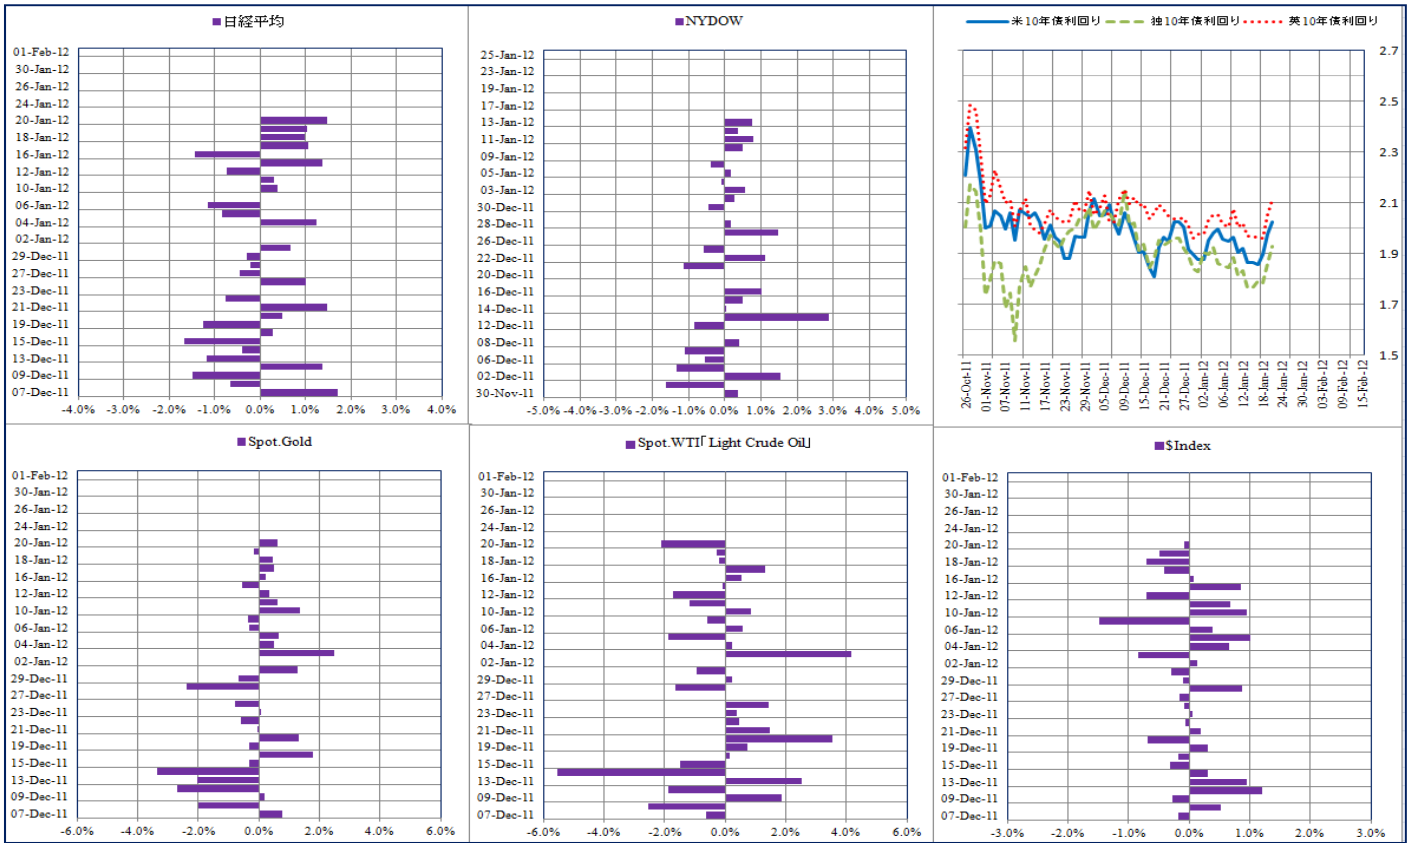 日経平均
01-Feb-12
30-Jan-12
26-Jan-12
24-Jan-12
20-Jan-12
18-Jan-12
16-Jan-12
12-Jan-12
10-Jan-12
06-Jan-12
04-Jan-12
02-Jan-12
29-Dec-11
27-Dec-11
23-Dec-11
21-Dec-11
19-Dec-11
15-Dec-11
13-Dec-11
09-Dec-11
07-Dec-11
-4.0% -3.0% -2.0% -1.0% 0.0% 1.0% 2.0% 3.0% 4.0%
NYDOW
25-Jan-12
23-Jan-12
19-Jan-12
17-Jan-12
13-Jan-12
11-Jan-12
09-Jan-12
05-Jan-12
03-Jan-12
30-Dec-11
28-Dec-11
26-Dec-11
22-Dec-11
20-Dec-11
16-Dec-11
14-Dec-11
12-Dec-11
08-Dec-11
06-Dec-11
02-Dec-11
30-Nov-11
-5.0% -4.0% -3.0% -2.0% -1.0% 0.0% 1.0% 2.0% 3.0% 4.0% 5.0%
米10年債利回り 独10年債利回り 英10年債利回り
2.7
2.5
2.3
2.1
1.9
1.7
1.5
26-Oct-11
01-Nov-11
07-Nov-11
11-Nov-11
17-Nov-11
23-Nov-11
29-Nov-11
05-Dec-11
09-Dec-11
15-Dec-11
21-Dec-11
27-Dec-11
02-Jan-12
06-Jan-12
12-Jan-12
18-Jan-12
24-Jan-12
30-Jan-12
03-Feb-12
09-Feb-12
15-Feb-12
Spot.Gold
01-Feb-12
30-Jan-12
26-Jan-12
24-Jan-12
20-Jan-12
18-Jan-12
16-Jan-12
12-Jan-12
10-Jan-12
06-Jan-12
04-Jan-12
02-Jan-12
29-Dec-11
27-Dec-11
23-Dec-11
21-Dec-11
19-Dec-11
15-Dec-11
13-Dec-11
09-Dec-11
07-Dec-11
-6.0% -4.0% -2.0% 0.0% 2.0% 4.0% 6.0%
Spot.WTI「Light Crude Oil」
01-Feb-12
30-Jan-12
26-Jan-12
24-Jan-12
20-Jan-12
18-Jan-12
16-Jan-12
12-Jan-12
10-Jan-12
06-Jan-12
04-Jan-12
02-Jan-12
29-Dec-11
27-Dec-11
23-Dec-11
21-Dec-11
19-Dec-11
15-Dec-11
13-Dec-11
09-Dec-11
07-Dec-11
-6.0% -4.0% -2.0% 0.0% 2.0% 4.0% 6.0%
$Index
01-Feb-12
30-Jan-12
26-Jan-12
24-Jan-12
20-Jan-12
18-Jan-12
16-Jan-12
12-Jan-12
10-Jan-12
06-Jan-12
04-Jan-12
02-Jan-12
29-Dec-11
27-Dec-11
23-Dec-11
21-Dec-11
19-Dec-11
15-Dec-11
13-Dec-11
09-Dec-11
07-Dec-11
-3.0% -2.0% -1.0% 0.0% 1.0% 2.0% 3.0%